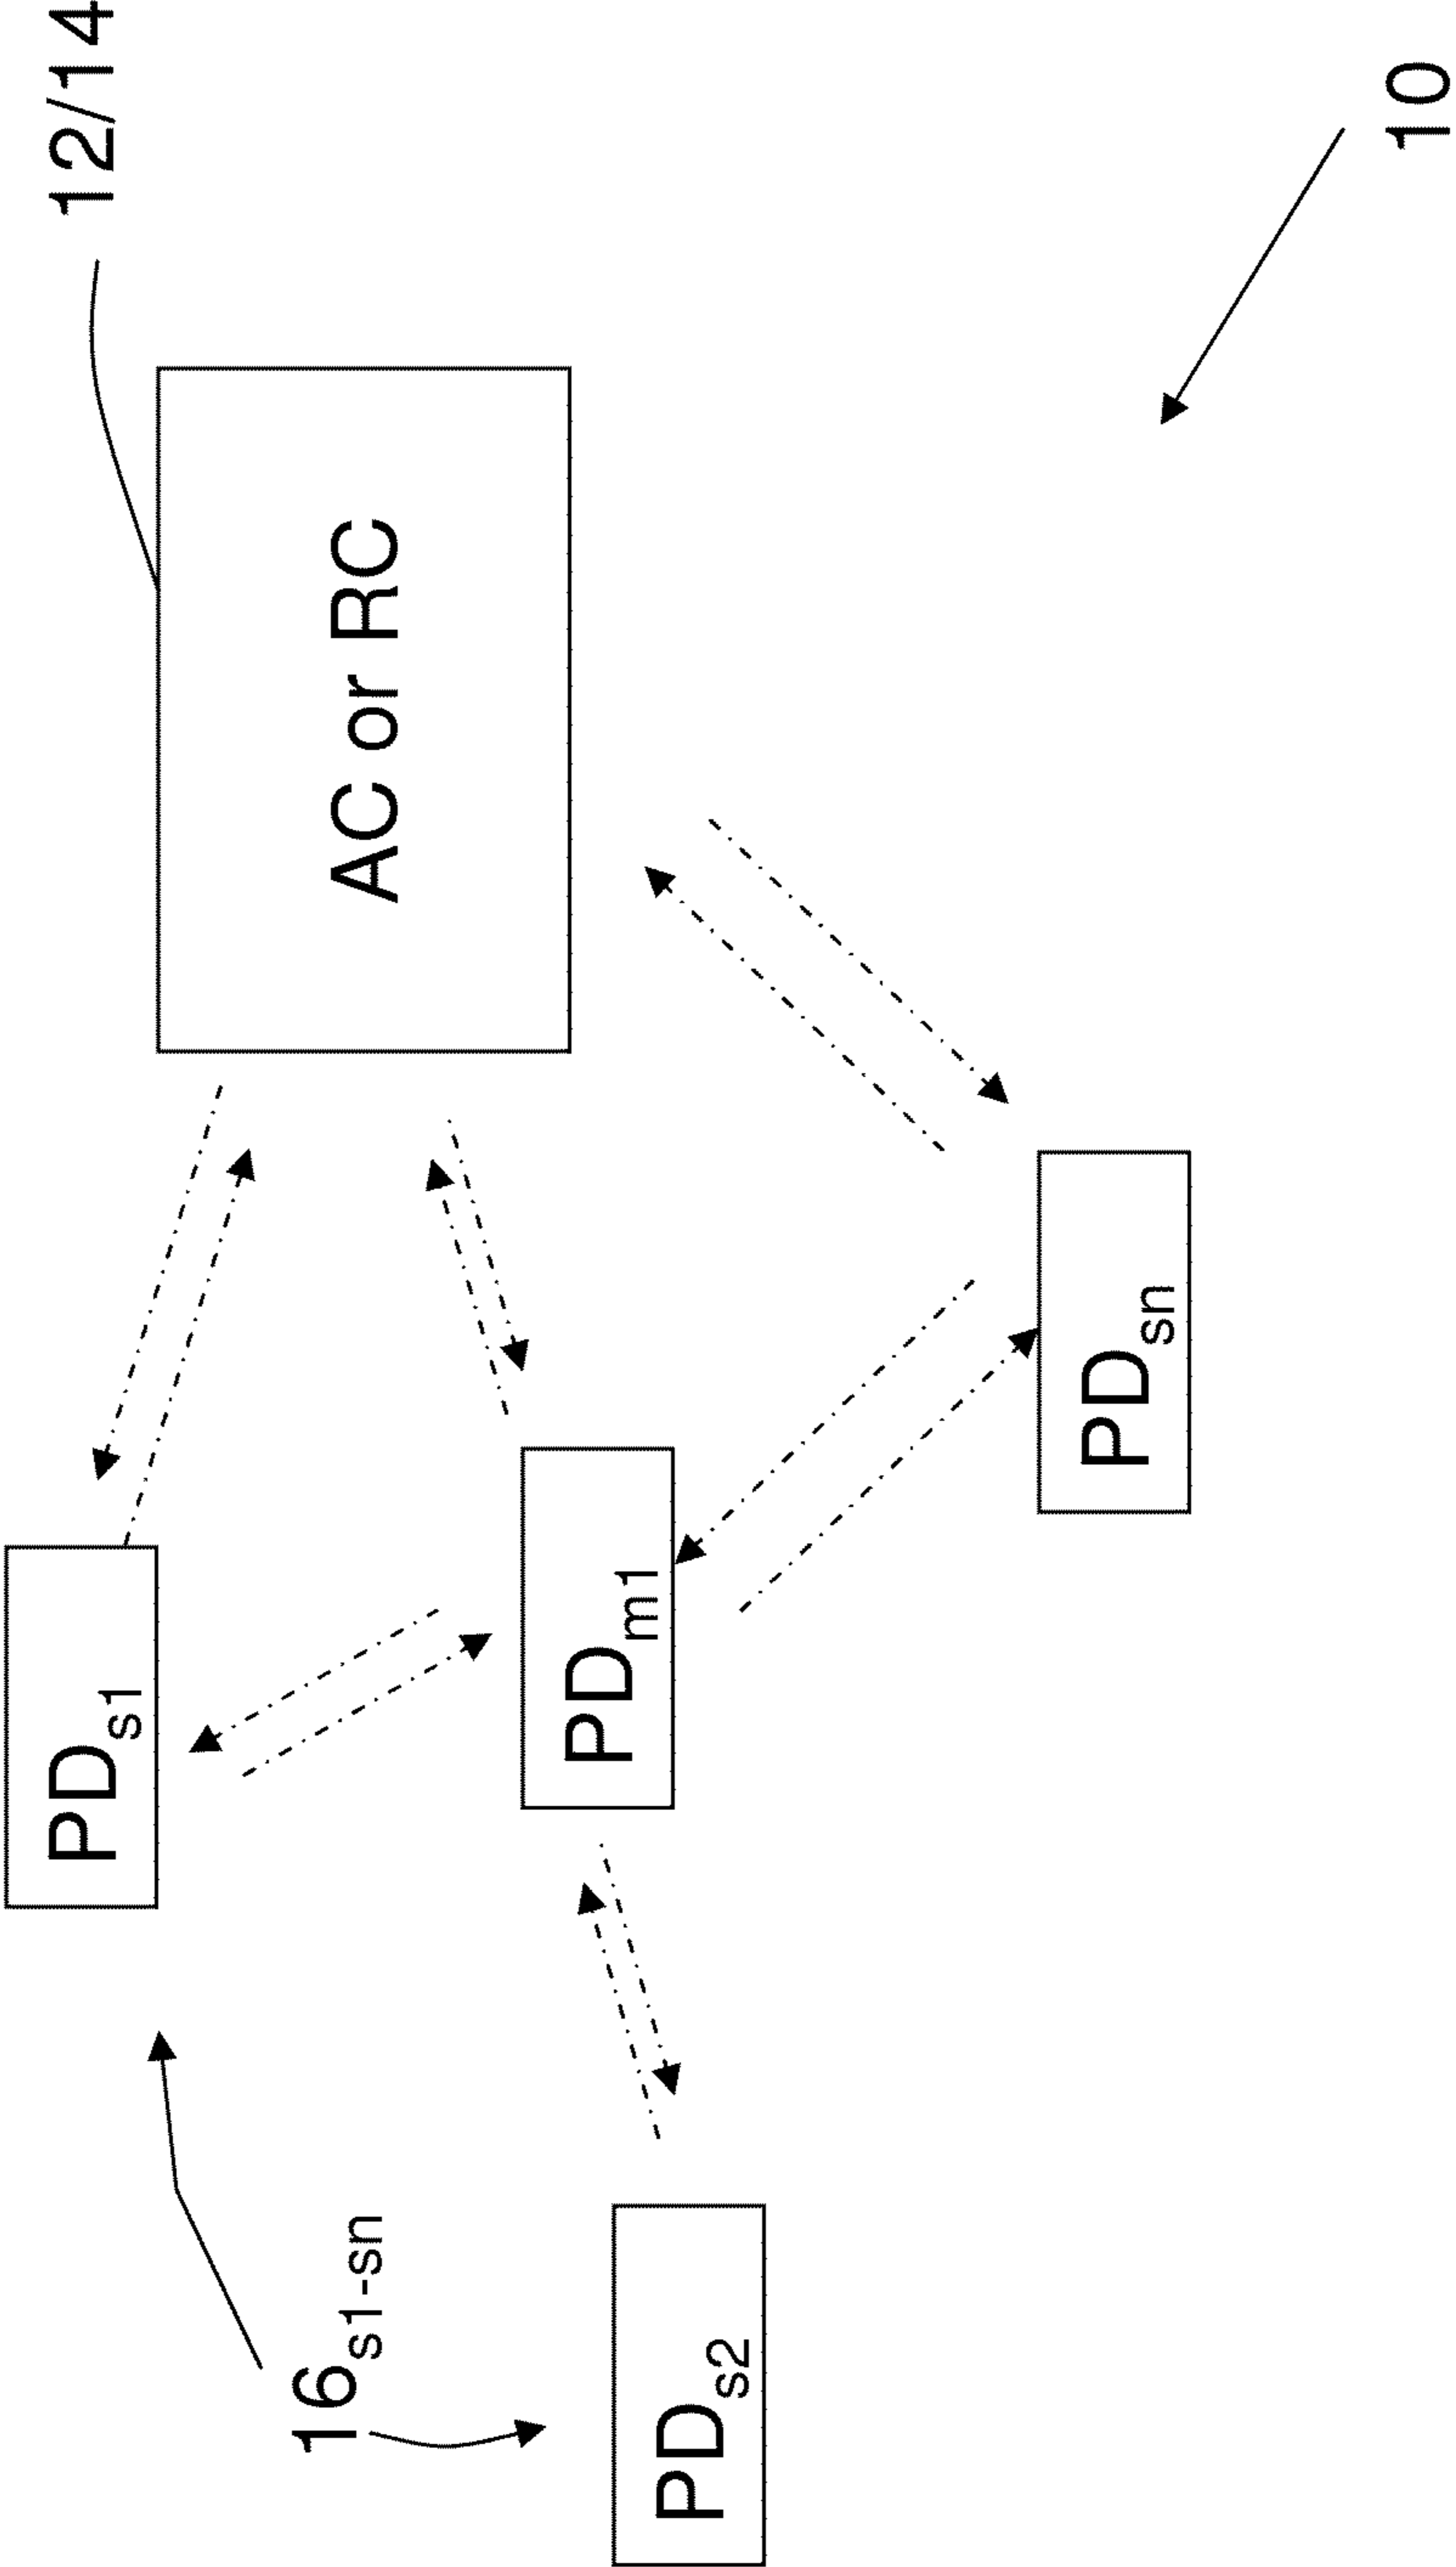 12/14
AC or RC
10
PDs1
PDm1
PDsn
16s1-sn
PDs2